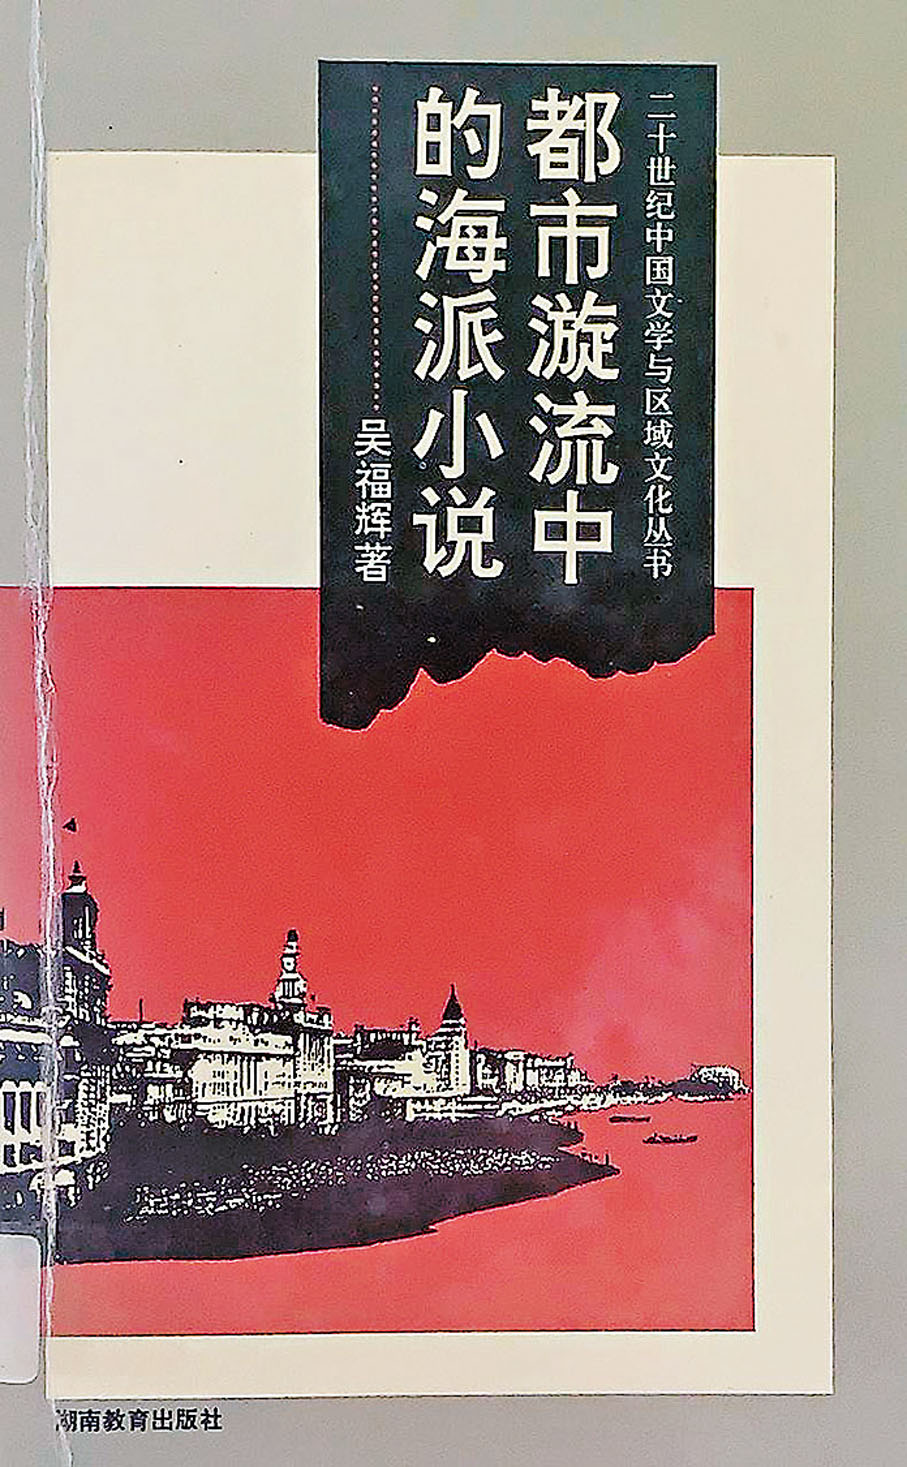 二十世纪中国文学与区域文化丛书
都市漩流中
的海派小说
吴福辉著
湖南教育出版社